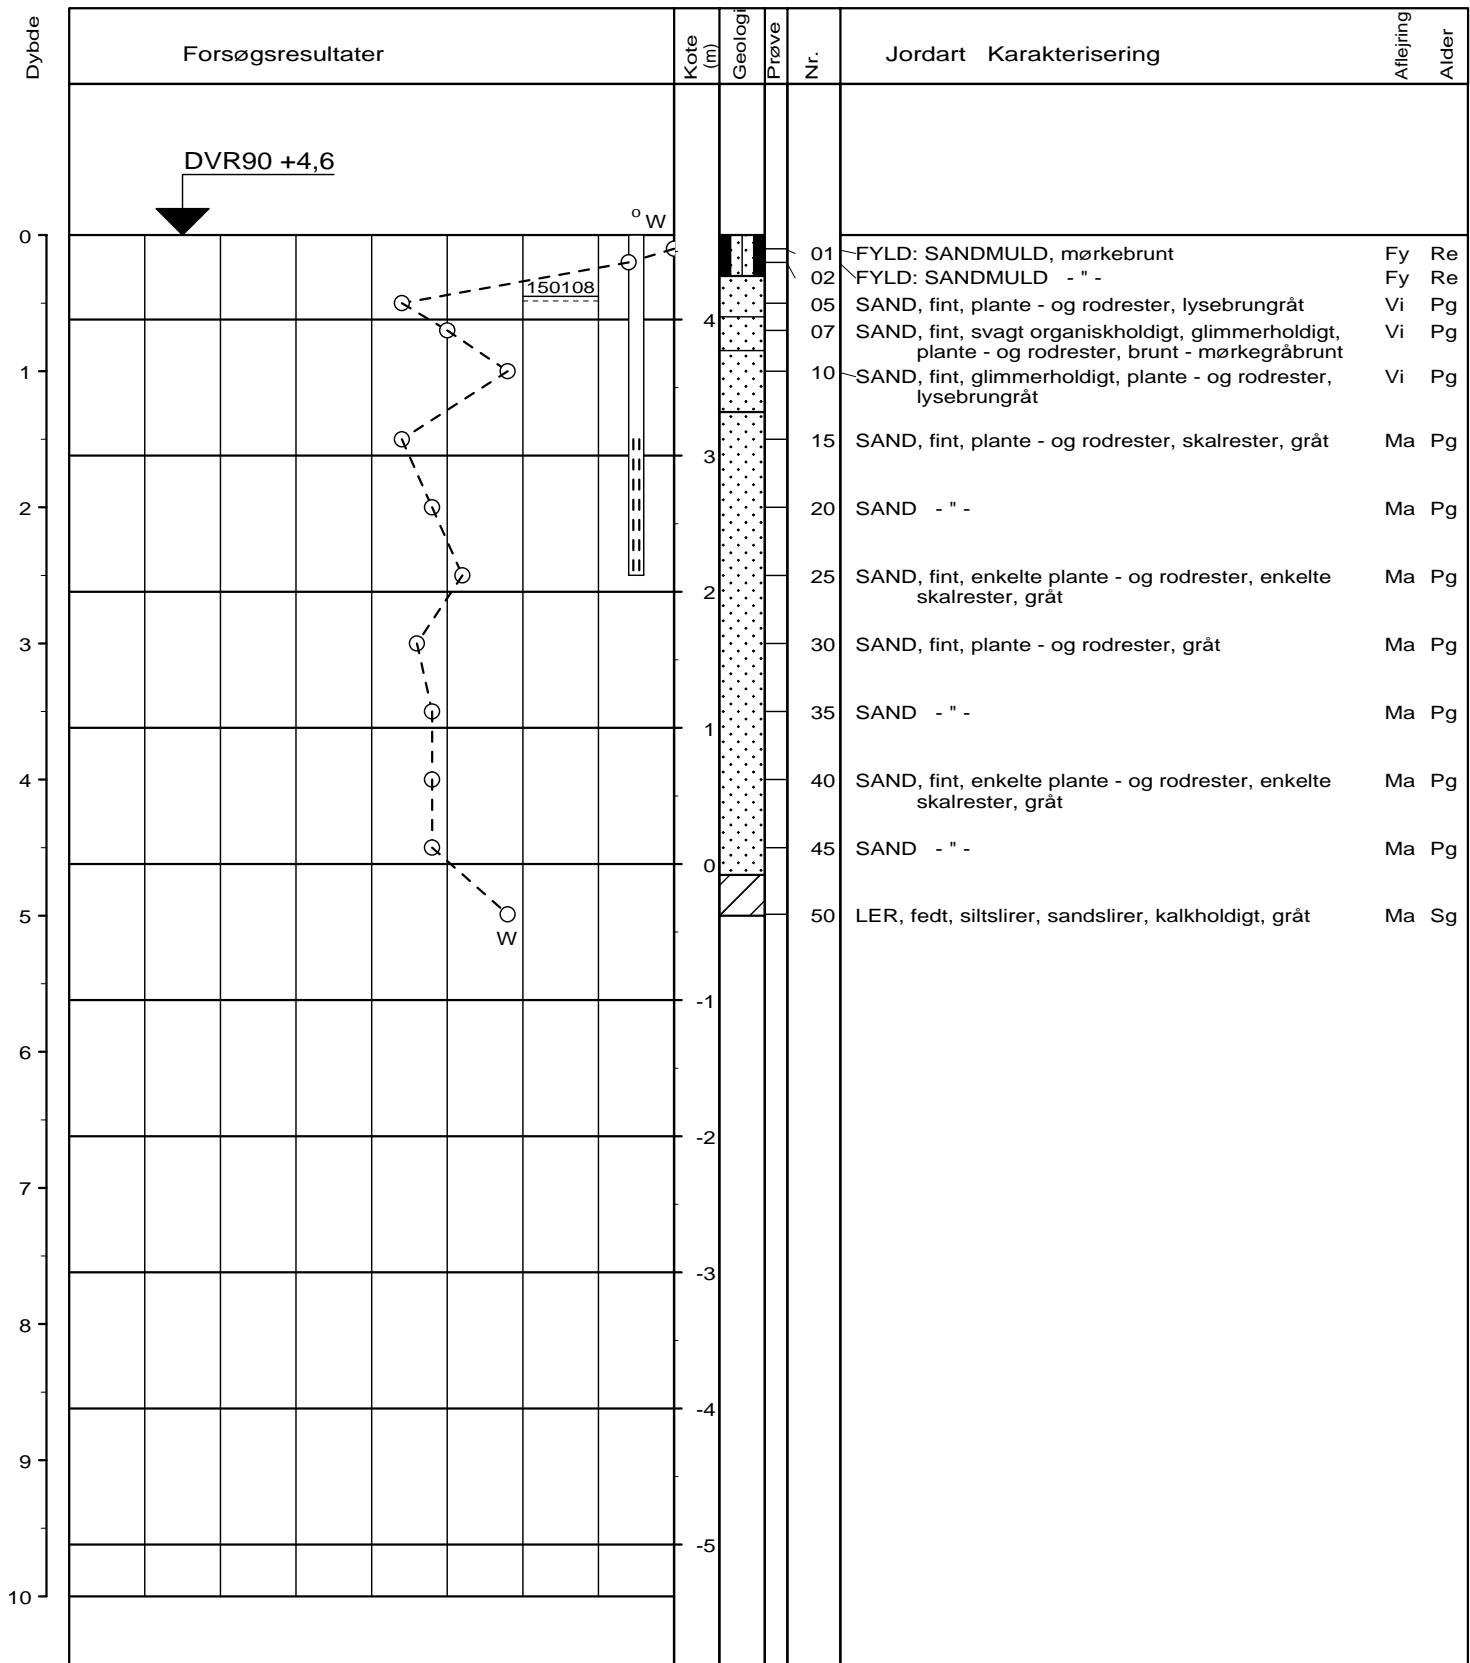 Dybde
Forsøgsresultater
Kote (m)
Geologi
Prøve
Nr.
Jordart Karakterisering
Aflejring
Alder
DVR90 +4,6
o W
0
01 FYLD: SANDMULD, mørkebrunt Fy Re
02 FYLD: SANDMULD - " - Fy Re
150108
05 SAND, fint, plante - og rodrester, lysebrungråt Vi Pg
4
07 SAND, fint, svagt organiskholdigt, glimmerholdigt, Vi Pg
plante - og rodrester, brunt - mørkegråbrunt
1
10 SAND, fint, glimmerholdigt, plante - og rodrester, Vi Pg
lysebrungråt
15 SAND, fint, plante - og rodrester, skalrester, gråt Ma Pg
3
2
20 SAND - " - Ma Pg
25 SAND, fint, enkelte plante - og rodrester, enkelte Ma Pg
skalrester, gråt
2
3
30 SAND, fint, plante - og rodrester, gråt Ma Pg
35 SAND - " - Ma Pg
1
4
40 SAND, fint, enkelte plante - og rodrester, enkelte Ma Pg
skalrester, gråt
45 SAND - " - Ma Pg
0
5
50 LER, fedt, siltslirer, sandslirer, kalkholdigt, gråt Ma Sg
W
-1
6
-2
7
-3
8
-4
9
-5
10